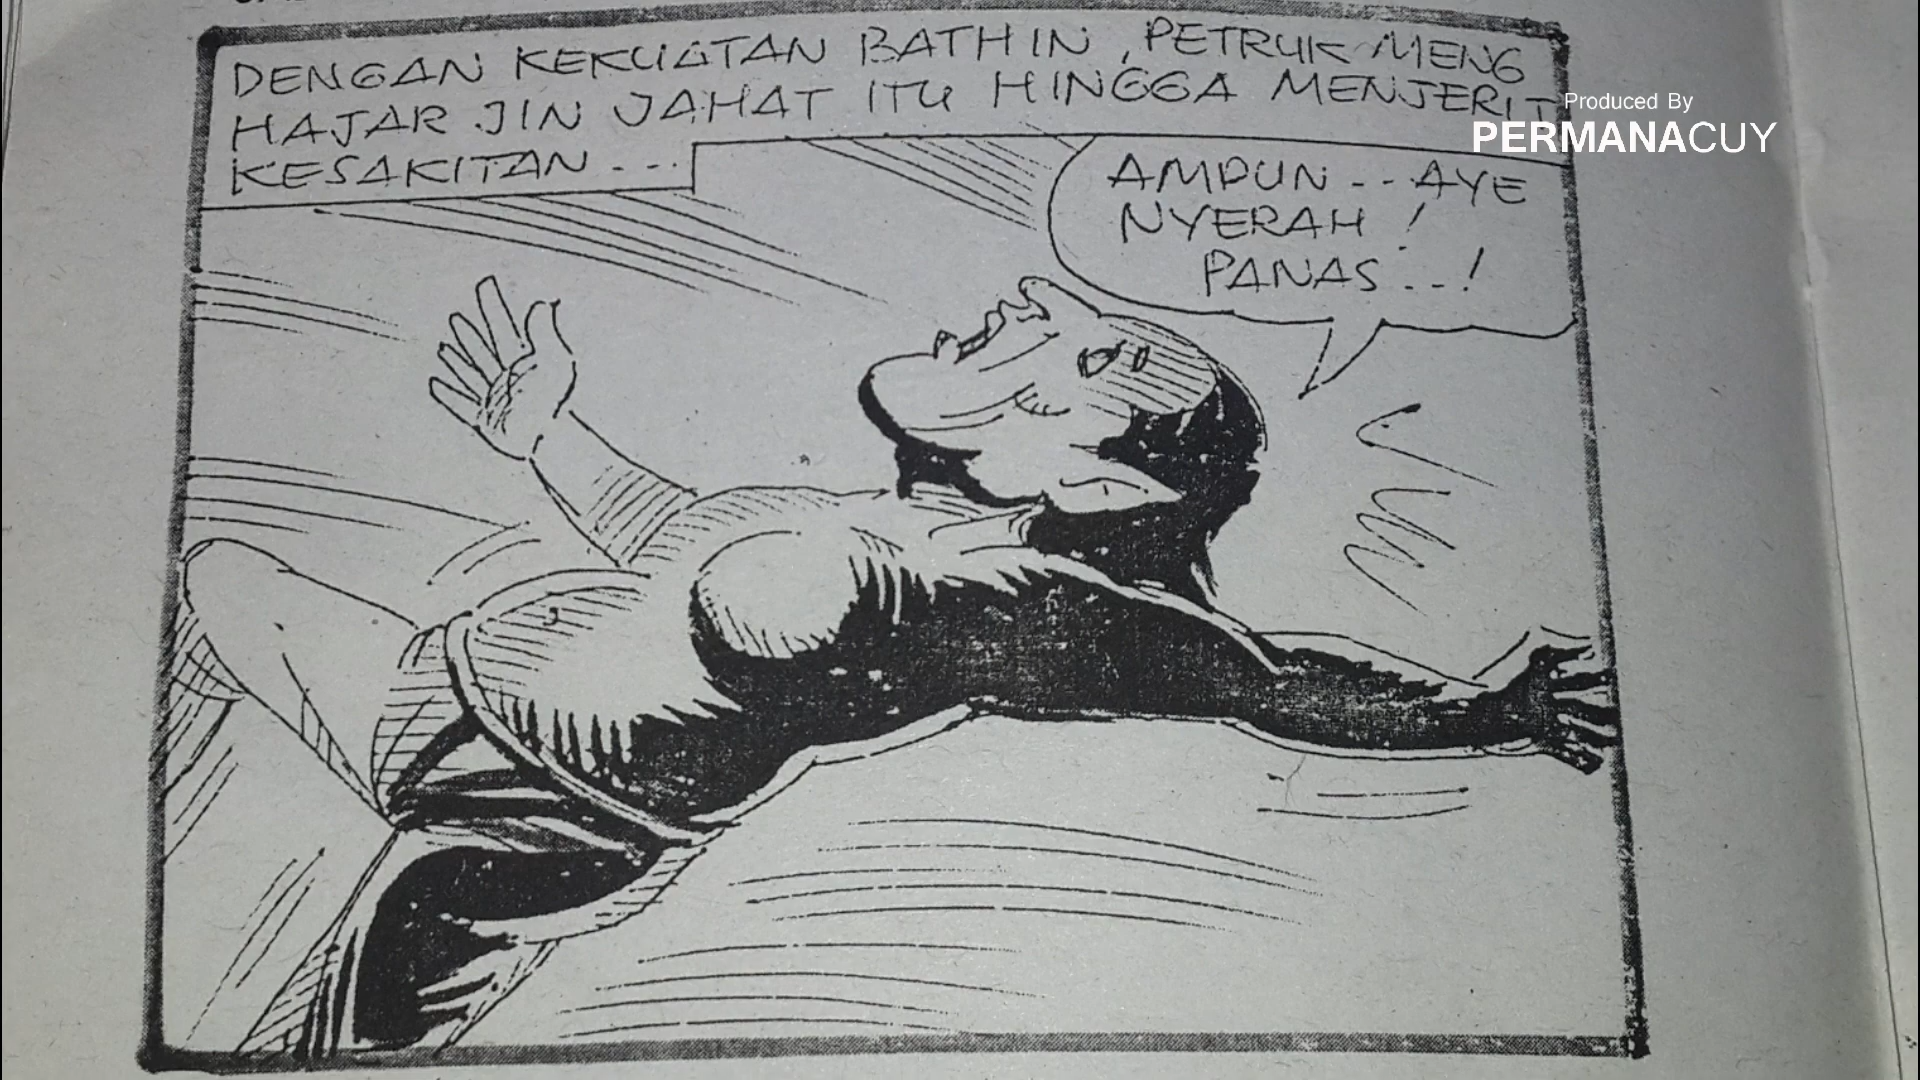 DENGAN KEKUATAN BATHIN, PETRUK MENG
HAJAR JIN JAHAT ITU HINGGA MENJERIT
KESAKITAN ...
AMPUN -- AYE
NYERAH !
PANAS ..!
Produced By
PERMANACUY